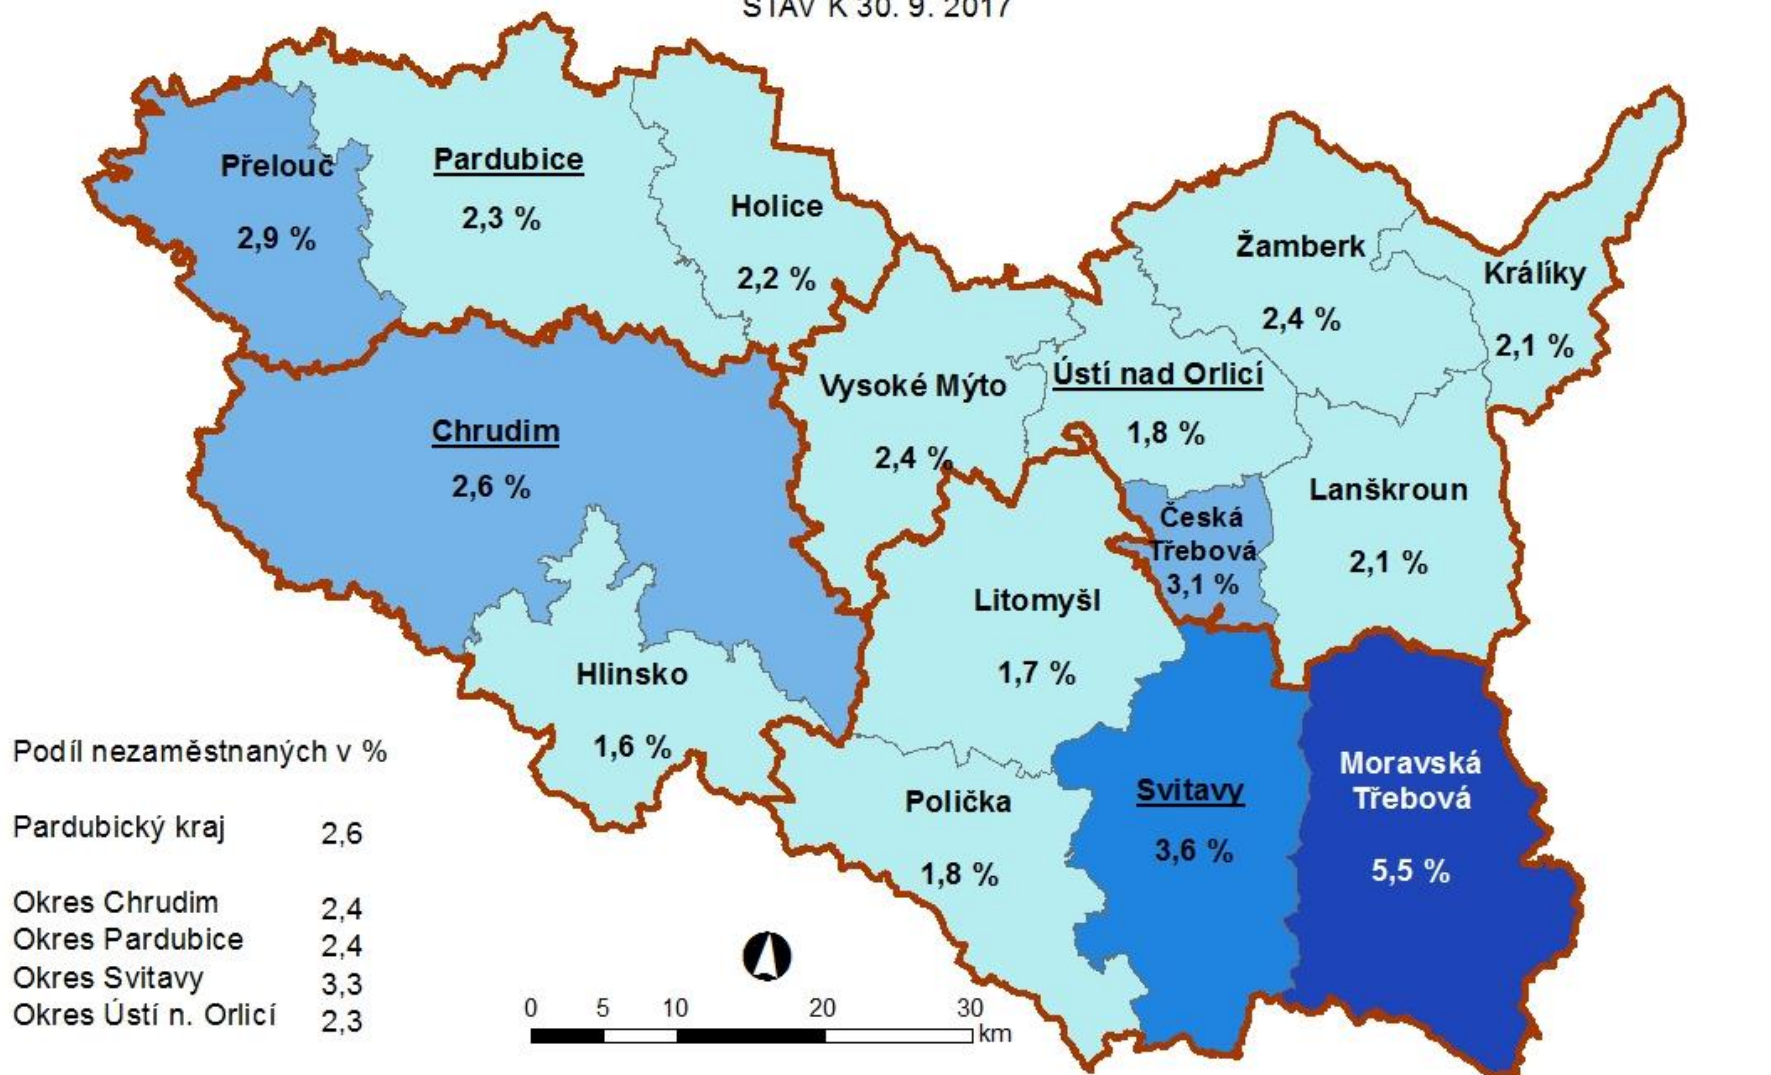 STAV K 30. 9. 2017
Přelouč
2,9 %
Pardubice
2,3 %
Holice
2,2 %
Žamberk
2,4 %
Králíky
2,1 %
Vysoké Mýto
2,4 %
Ústí nad Orlicí
1,8 %
Chrudim
2,6 %
Česká
Třebová
3,1 %
Lanškroun
2,1 %
Litomyšl
1,7 %
Hlinsko
1,6 %
Polička
1,8 %
Svitavy
3,6 %
Moravská
Třebová
5,5 %
Podíl nezaměstnaných v %
Pardubický kraj 2,6
Okres Chrudim 2,4
Okres Pardubice 2,4
Okres Svitavy 3,3
Okres Ústí n. Orlicí 2,3
0 5 10 20 30
km